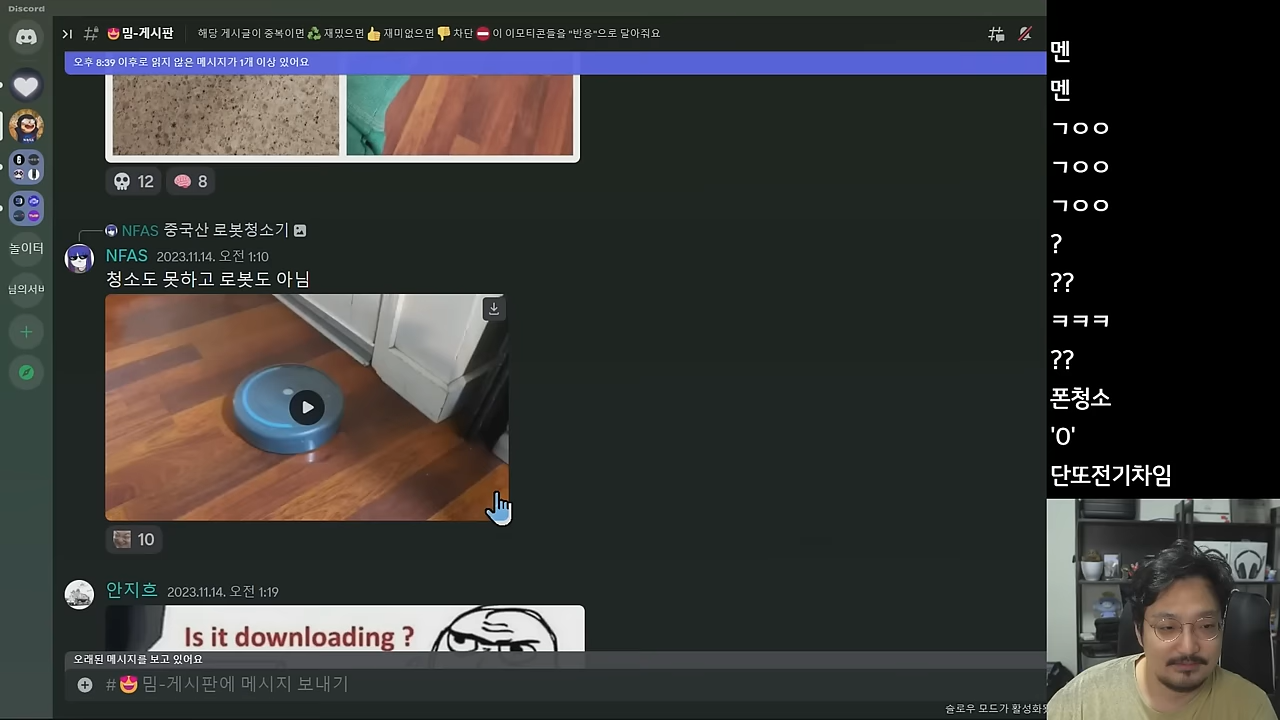 Discord
밈-게시판
해당 게시글이 중복이면 ♻️ 재밌으면 👍 재미없으면 👎 차단 ⛔ 이 이모티콘들을 "반응"으로 달아줘요
오후 8:39 이후로 읽지 않은 메시지가 1개 이상 있어요
12
8
NFAS 중국산 로봇청소기
NFAS 2023.11.14. 오전 1:10
청소도 못하고 로봇도 아님
10
안지흐 2023.11.14. 오전 1:19
Is it downloading ?
오래된 메시지를 보고 있어요
#😍밈-게시판에 메시지 보내기
슬로우 모드가 활성화
놀이터
님의서버
멘
멘
ㄱㅇㅇ
ㄱㅇㅇ
ㄱㅇㅇ
?
??
ㅋㅋㅋ
??
폰청소
'0'
단또전기차임